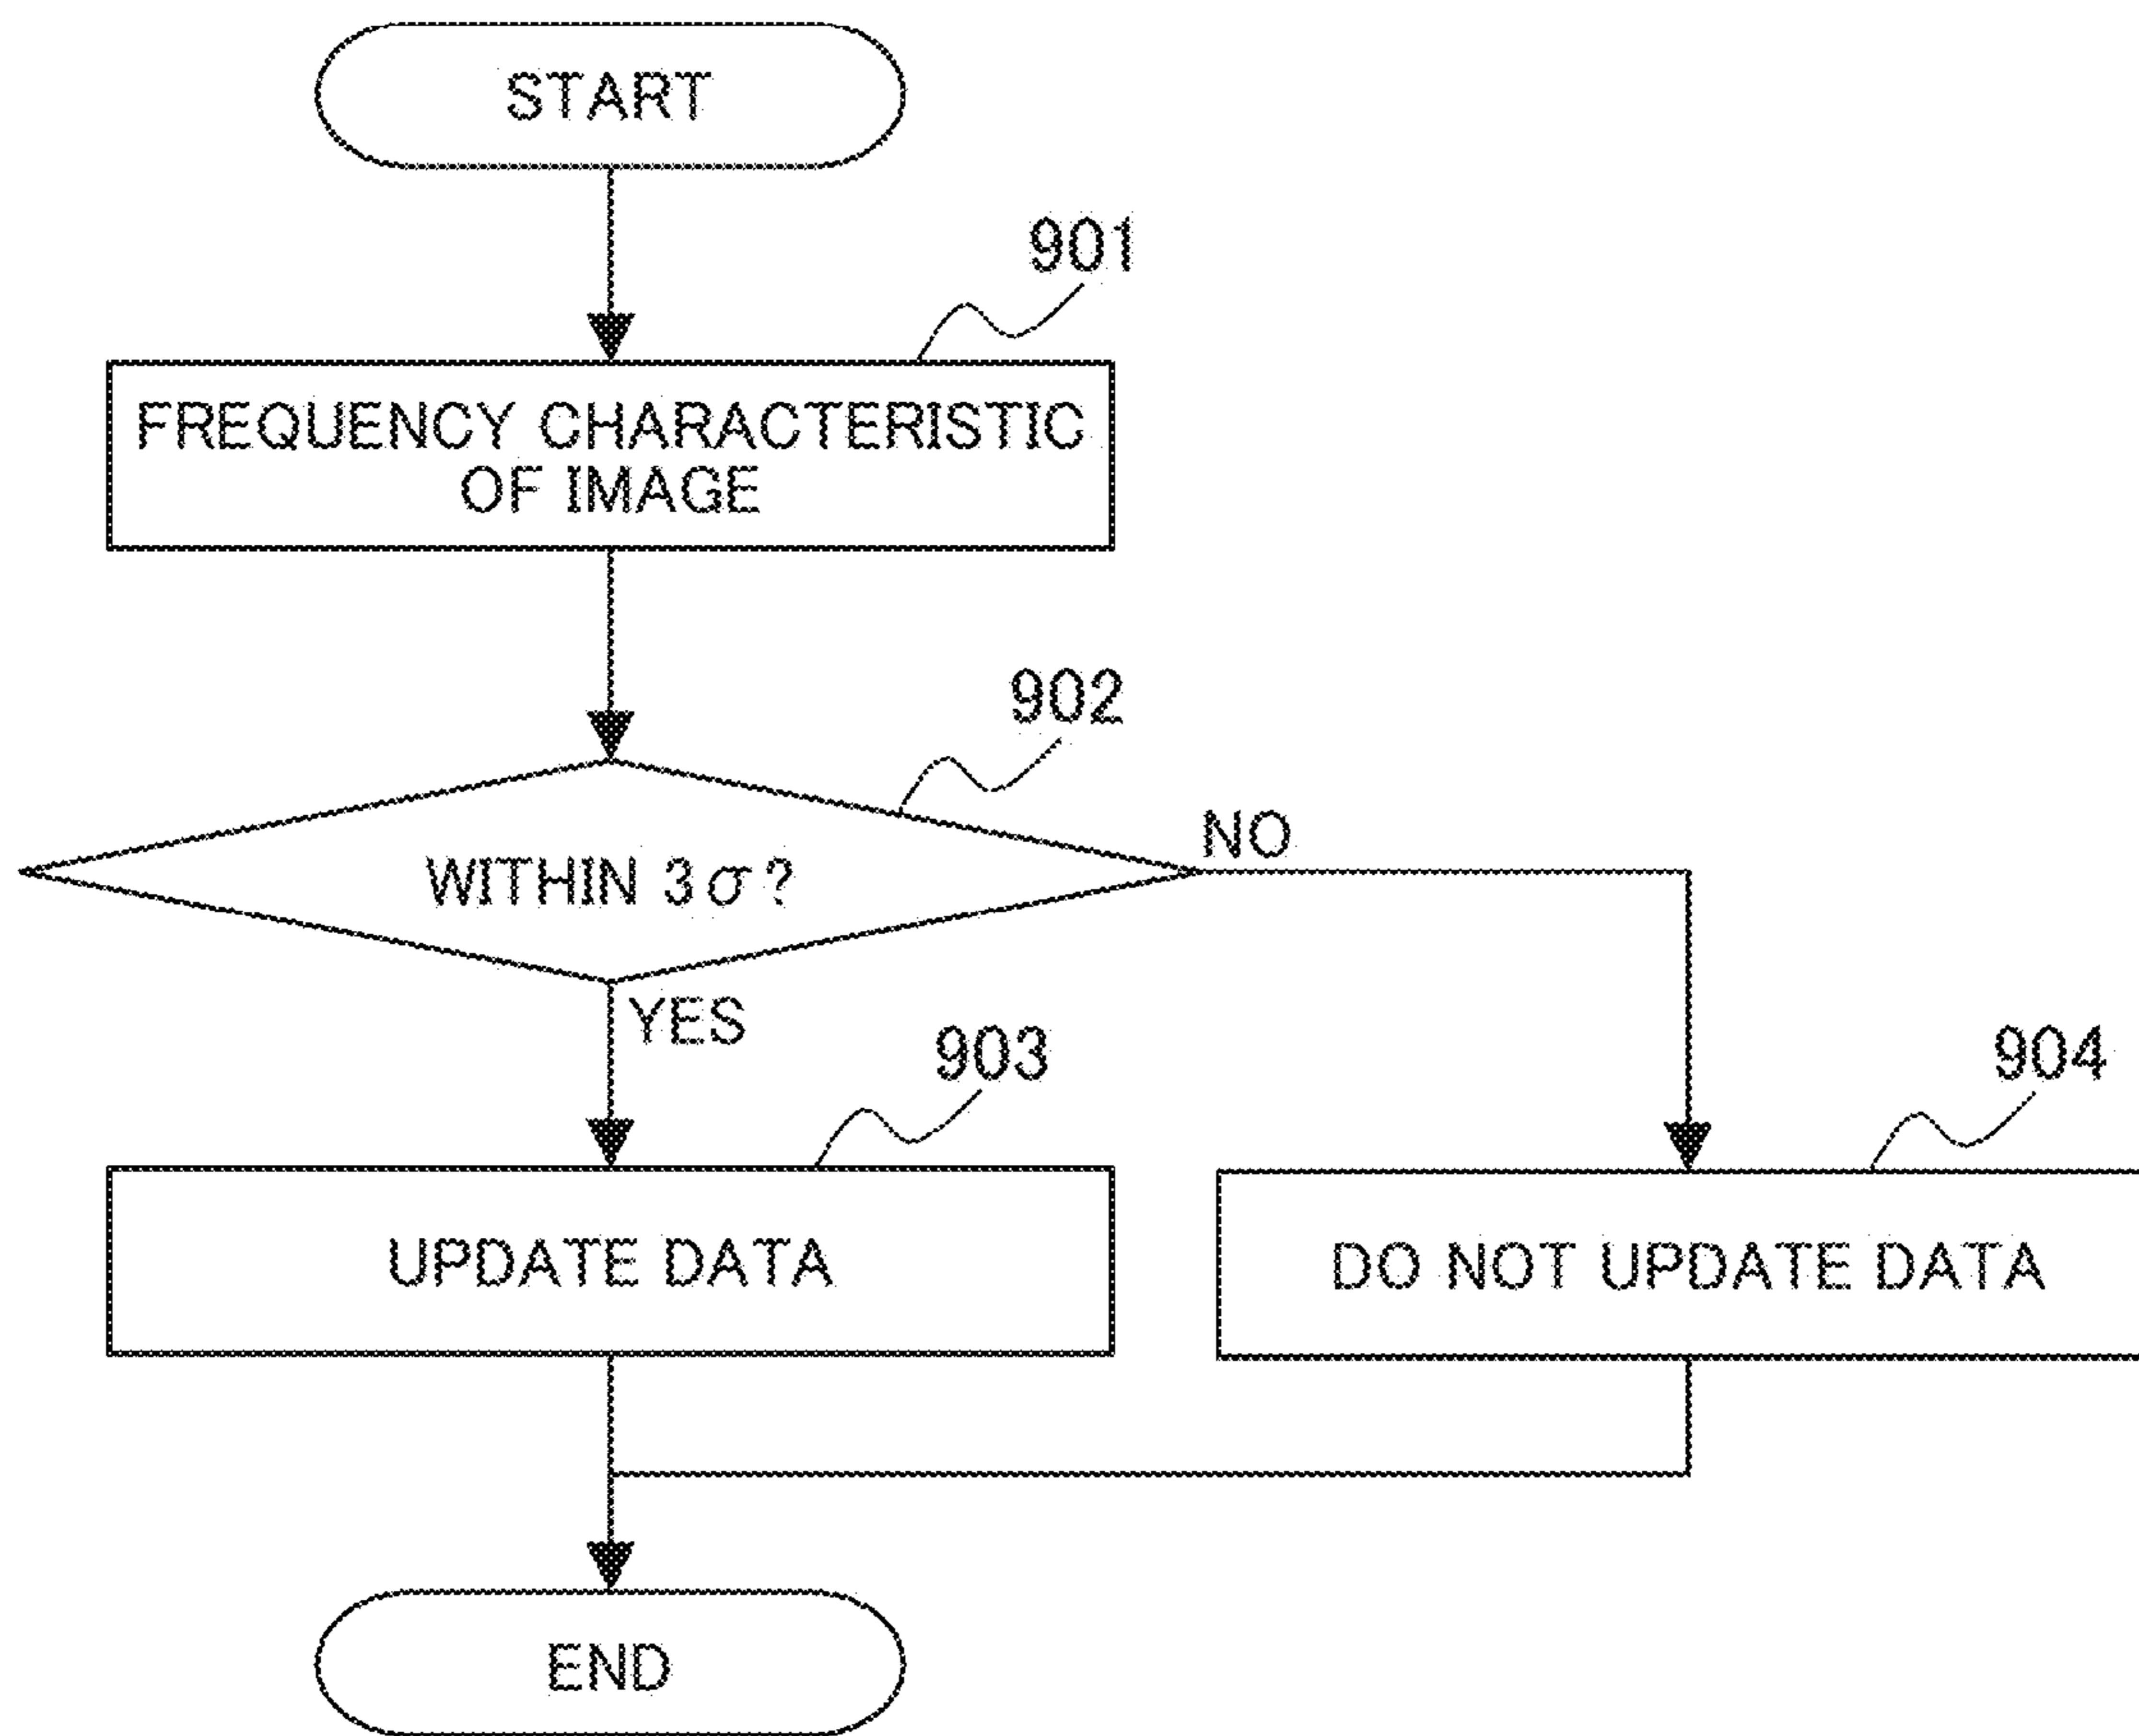 START
901
FREQUENCY CHARACTERISTIC
OF IMAGE
902
WITHIN 3σ?
NO
YES
903
904
UPDATE DATA
DO NOT UPDATE DATA
END